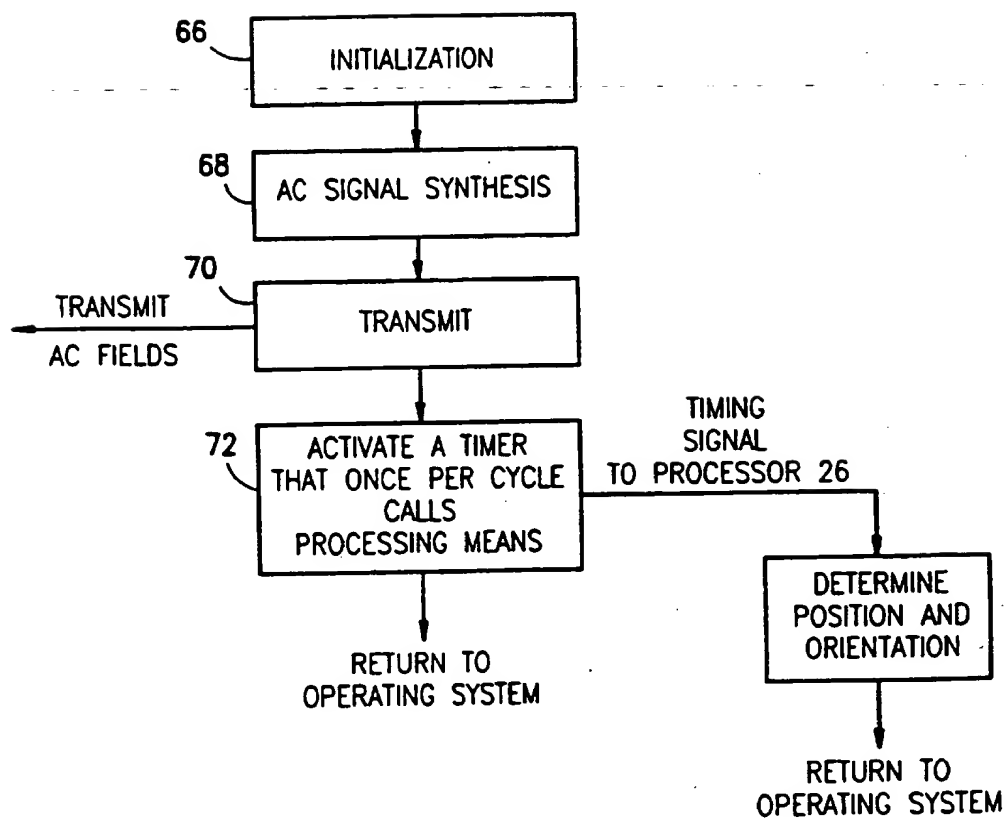 66
INITIALIZATION
68
AC SIGNAL SYNTHESIS
70
TRANSMIT
AC FIELDS
TRANSMIT
72
ACTIVATE A TIMER
THAT ONCE PER CYCLE
CALLS
PROCESSING MEANS
TIMING
SIGNAL
TO PROCESSOR 26
RETURN TO
OPERATING SYSTEM
DETERMINE
POSITION AND
ORIENTATION
RETURN TO
OPERATING SYSTEM